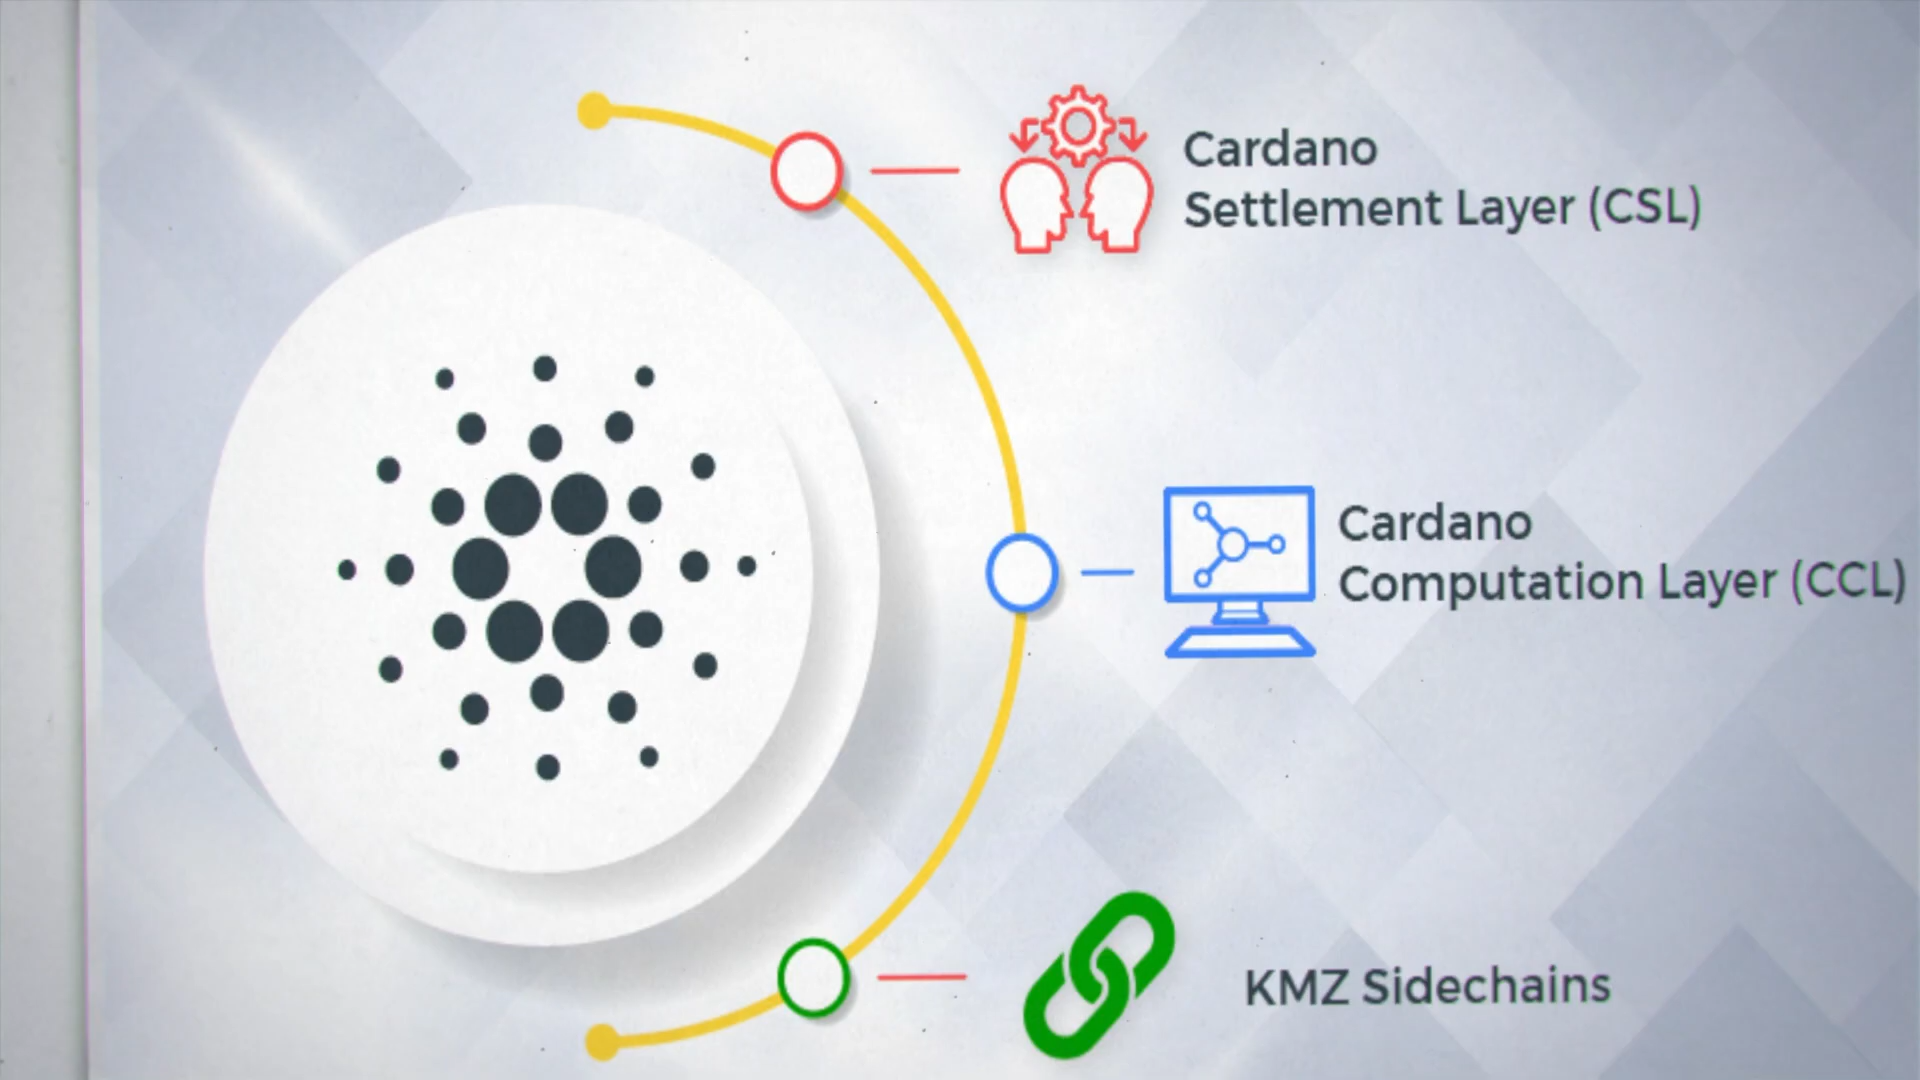 Cardano
Settlement Layer (CSL)
Cardano
Computation Layer (CCL)
KMZ Sidechains